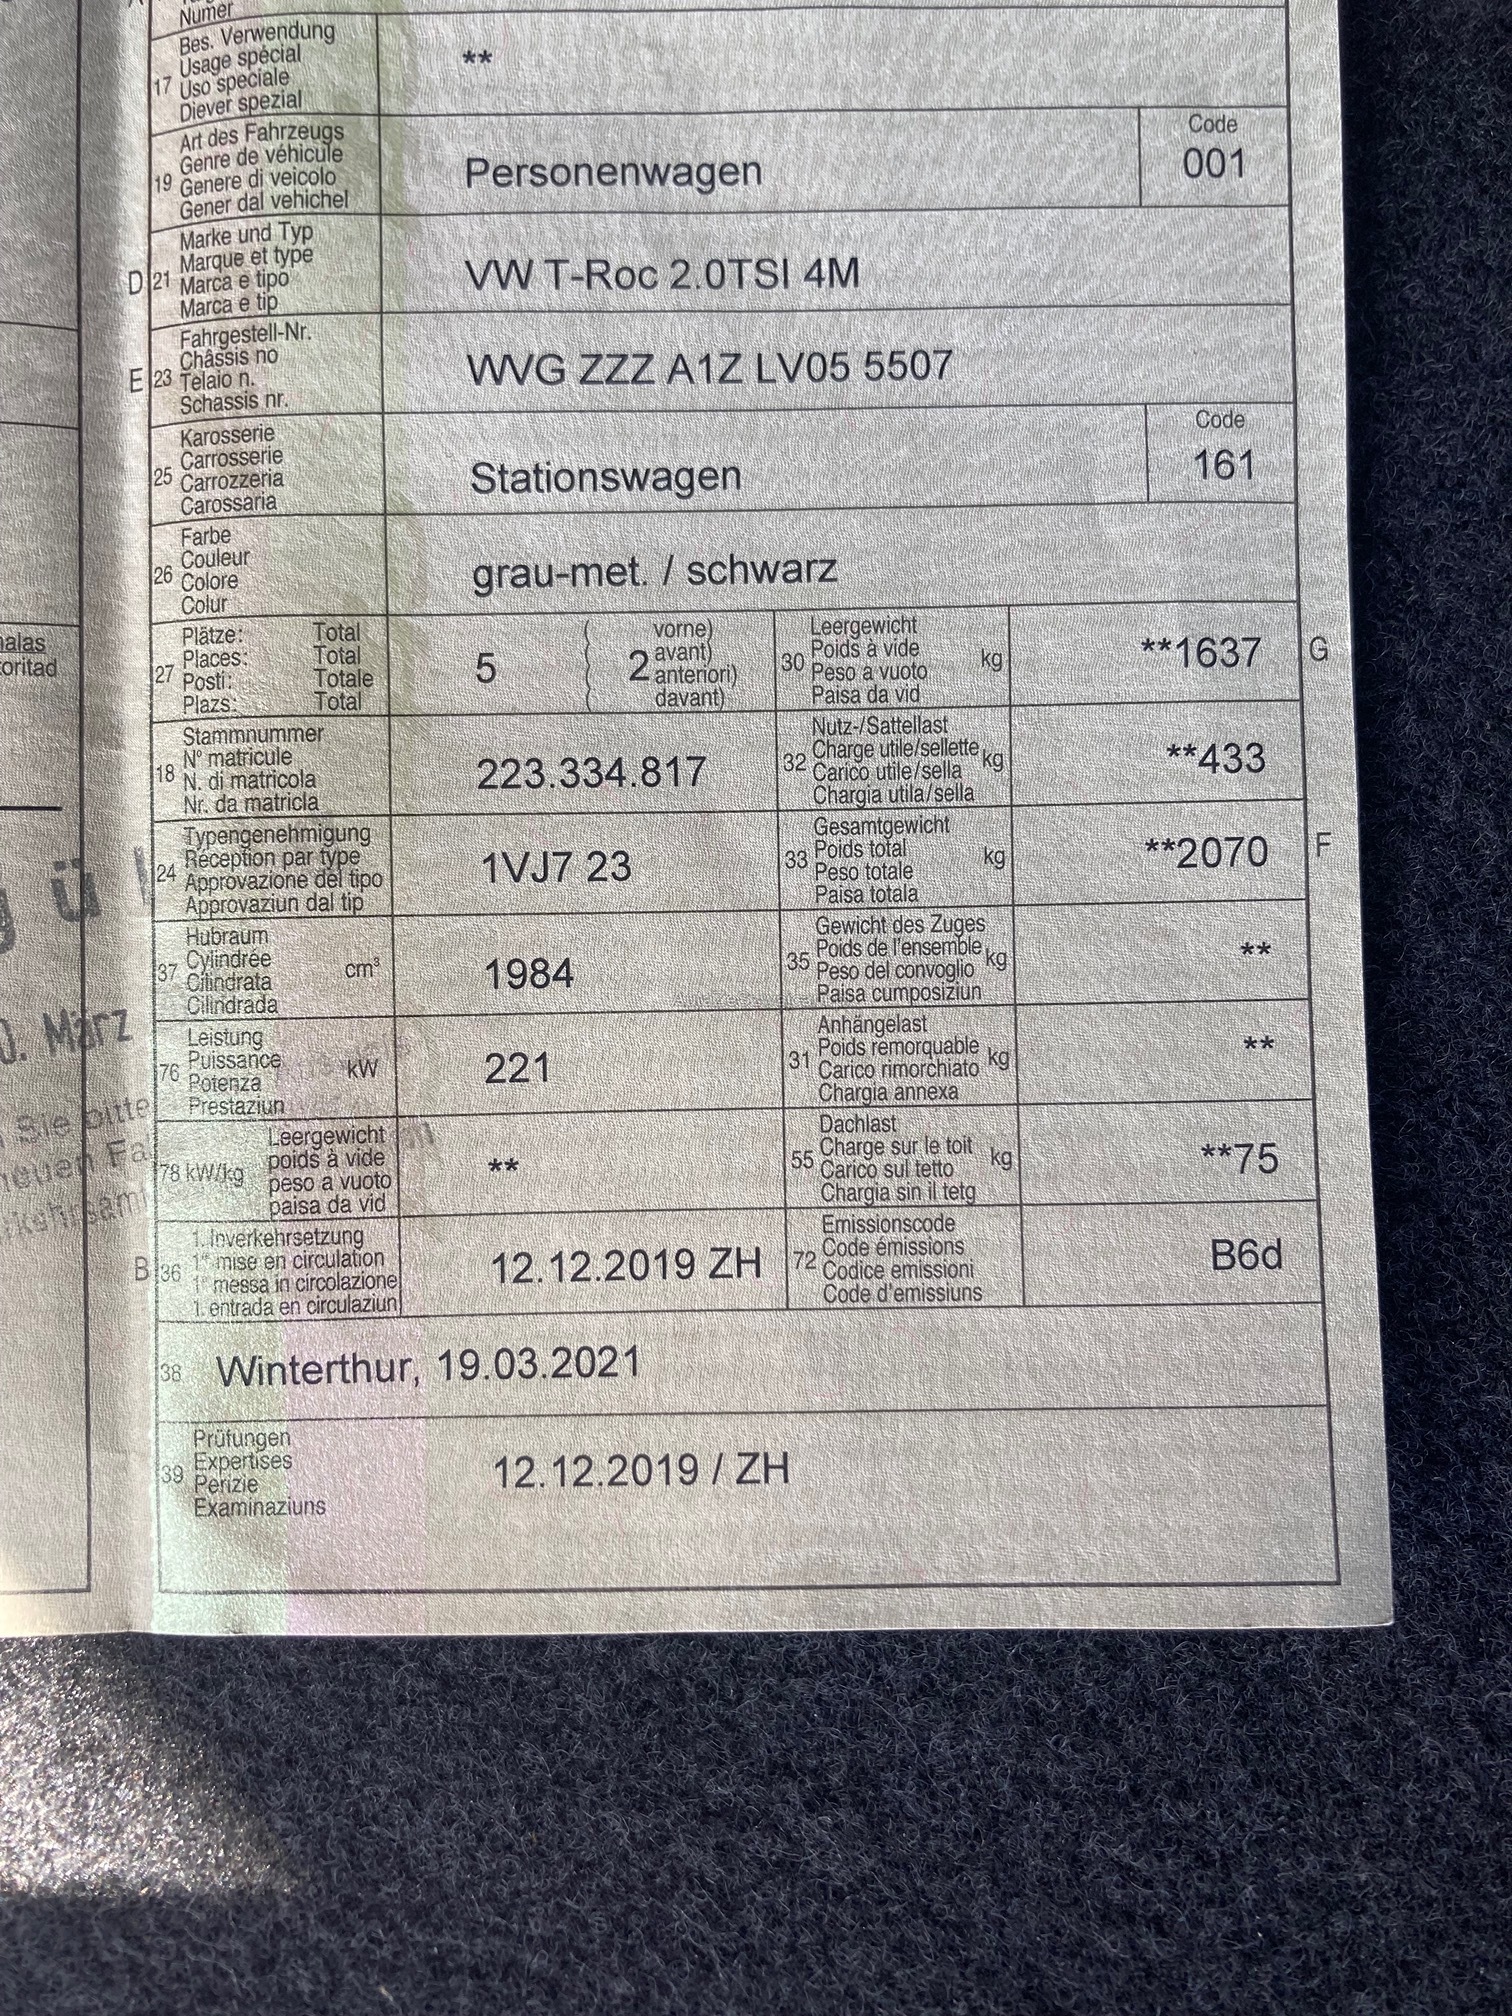 Numer
17
Bes. Verwendung
Usage spécial
Uso speciale
Diever spezial
**
19
Art des Fahrzeugs
Genre de véhicule
Genere di veicolo
Gener dal vehichel
Personenwagen
Code
001
D 21
Marke und Typ
Marque et type
Marca e tipo
Marca e tip
VW T-Roc 2.0TSI 4M
E 23
Fahrgestell-Nr.
Châssis no
Telaio n.
Schassis nr.
WVG ZZZ A1Z LV05 5507
25
Karosserie
Carrosserie
Carrozzeria
Carossaria
Stationswagen
Code
161
26
Farbe
Couleur
Colore
Colur
grau-met. / schwarz
27
Plätze: Total
Places: Total
Posti: Totale
Plazs: Total
5
2
vorne)
avant)
anteriori)
davant)
30
Leergewicht
Poids à vide
Peso a vuoto
Paisa da vid
kg
**1637
G
18
Stammnummer
N° matricule
N. di matricola
Nr. da matricla
223.334.817
32
Nutz-/Sattellast
Charge utile/sellette
Carico utile/sella
Chargia utila/sella
kg
**433
24
Typengenehmigung
Réception par type
Approvazione del tipo
Approvaziun dal tip
1VJ7 23
33
Gesamtgewicht
Poids total
Peso totale
Paisa totala
kg
**2070
F
37
Hubraum
Cylindrée
Cilindrata
Cilindrada
cm³
1984
35
Gewicht des Zuges
Poids de l'ensemble
Peso del convoglio
Paisa cumposiziun
kg
**
76
Leistung
Puissance
Potenza
Prestaziun
kW
221
31
Anhängelast
Poids remorquable
Carico rimorchiato
Chargia annexa
kg
**
78 kW/kg
Leergewicht
poids à vide
peso a vuoto
paisa da vid
**
55
Dachlast
Charge sur le toit
Carico sul tetto
Chargia sin il tetg
kg
**75
B 36
1. Inverkehrsetzung
1re mise en circulation
1a messa in circolazione
1. entrada en circulaziun
12.12.2019 ZH
72
Emissionscode
Code émissions
Codice emissioni
Code d'emissiuns
B6d
38
Winterthur, 19.03.2021
39
Prüfungen
Expertises
Perizie
Examinaziuns
12.12.2019 / ZH
alas
oritad
ü
0. März
Sie bitte
neuen Fa